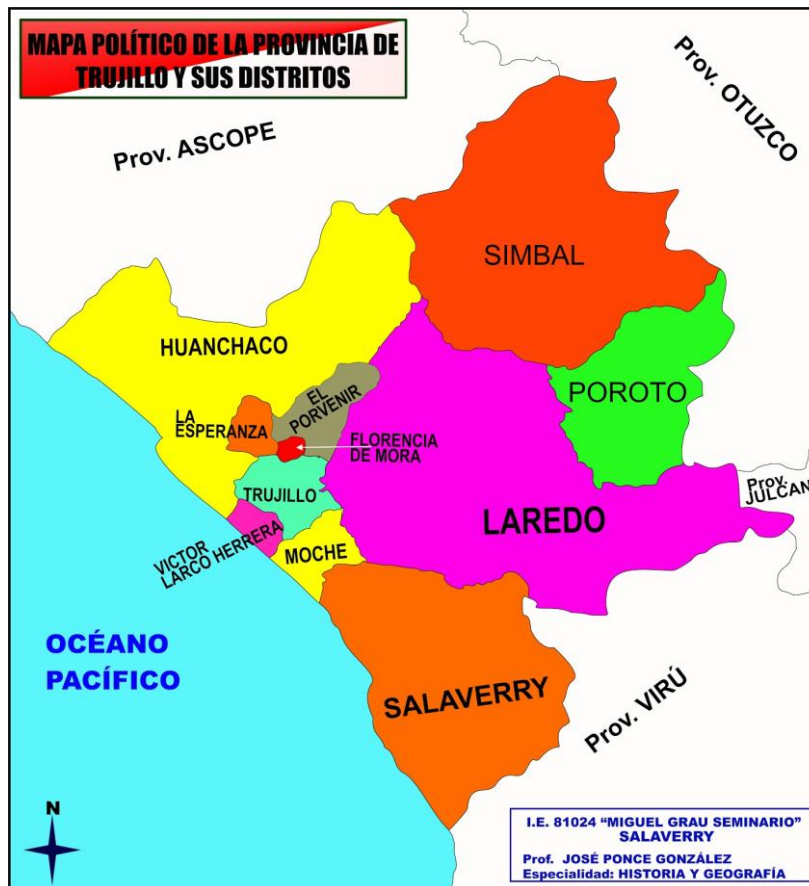 MAPA POLÍTICO DE LA PROVINCIA DE
TRUJILLO Y SUS DISTRITOS
Prov. ASCOPE
Prov. OTUZCO
SIMBAL
HUANCHACO
POROTO
EL
PORVENIR
LA
ESPERANZA
FLORENCIA
DE MORA
TRUJILLO
Prov.
JULCAN
LAREDO
VICTOR
LARCO HERRERA
MOCHE
OCÉANO
PACÍFICO
SALAVERRY
Prov. VIRÚ
N
I.E. 81024 “MIGUEL GRAU SEMINARIO”
SALAVERRY
Prof. JOSÉ PONCE GONZÁLEZ
Especialidad: HISTORIA Y GEOGRAFÍA